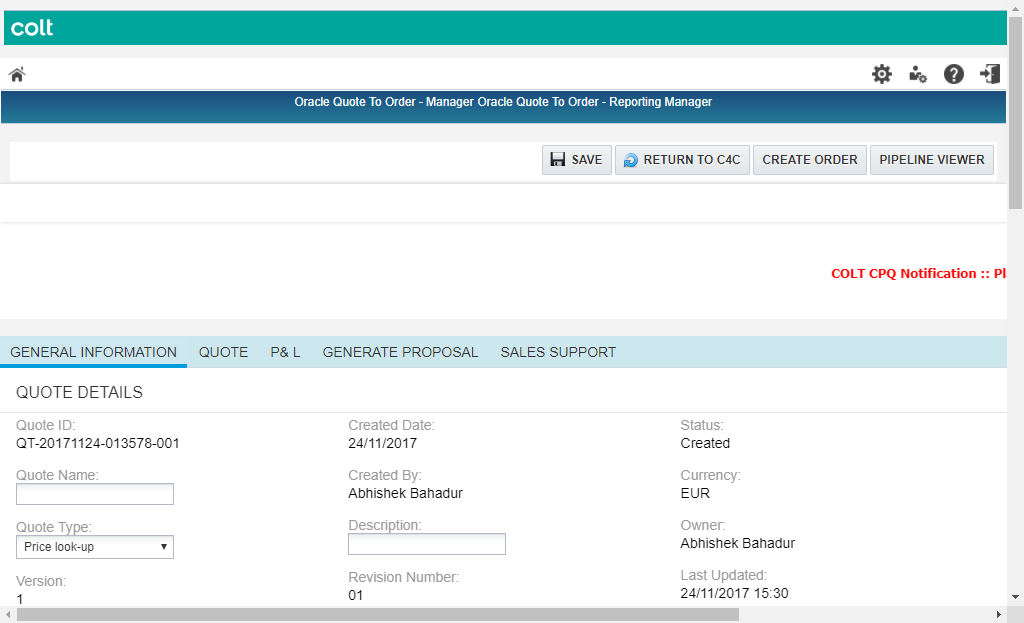 colt
Oracle Quote To Order - Manager Oracle Quote To Order - Reporting Manager
SAVE RETURN TO C4C CREATE ORDER PIPELINE VIEWER
COLT CPQ Notification :: Pl
GENERAL INFORMATION QUOTE P& L GENERATE PROPOSAL SALES SUPPORT
QUOTE DETAILS
Quote ID: Created Date: Status:
QT-20171124-013578-001 24/11/2017 Created
Quote Name: Created By: Currency:
Abhishek Bahadur EUR
Quote Type: Description: Owner:
Price look-up Abhishek Bahadur
Version: Revision Number: Last Updated:
1 01 24/11/2017 15:30